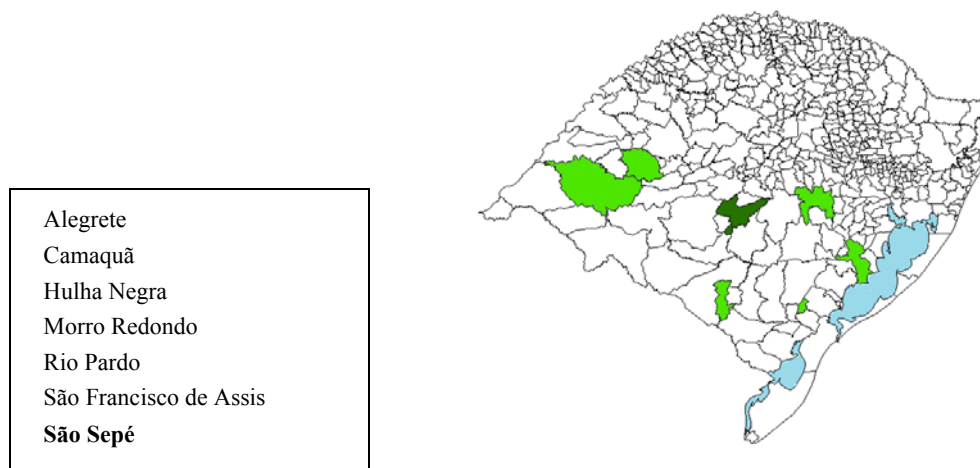 Alegrete
Camaquã
Hulha Negra
Morro Redondo
Rio Pardo
São Francisco de Assis
São Sepé